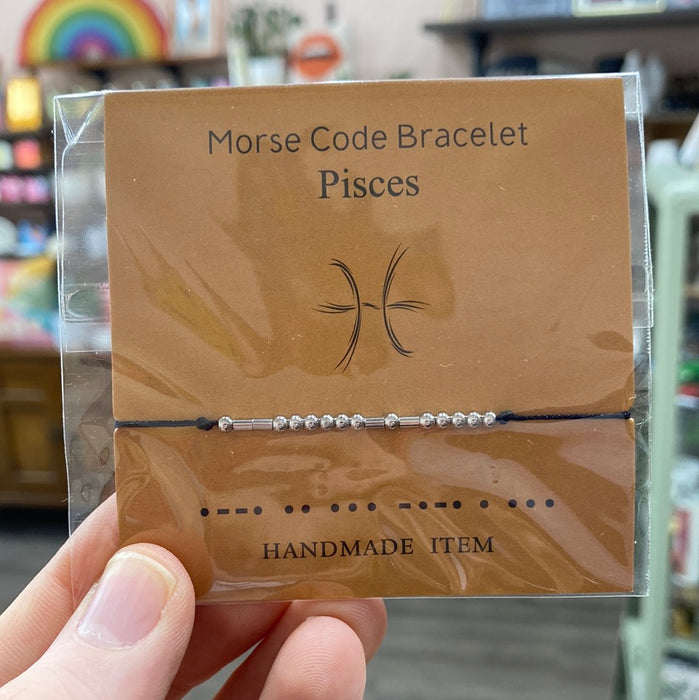 Morse Code Bracelet
Pisces
•--• •• ••• -•-• • •••
HANDMADE ITEM